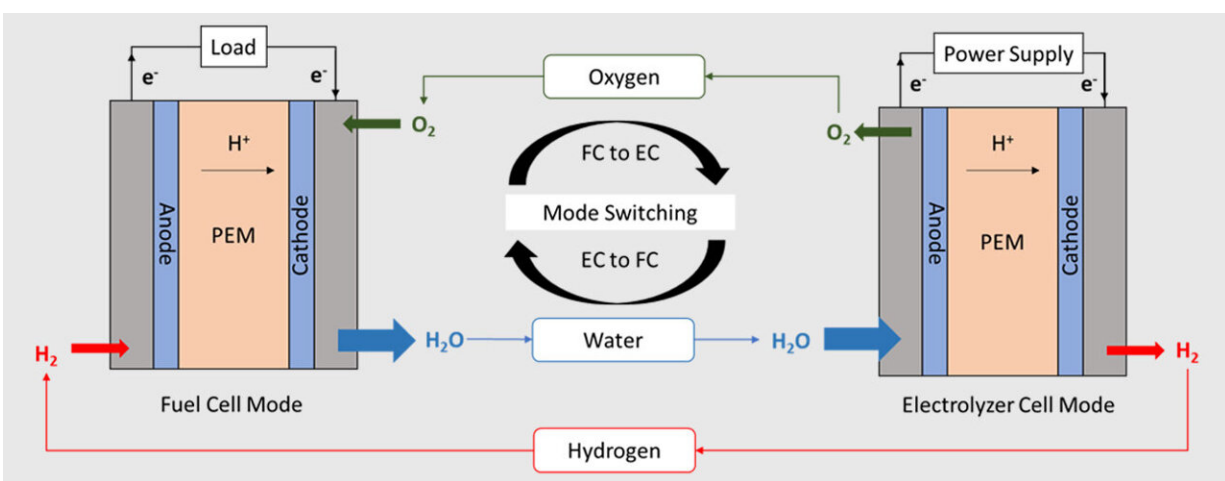 Load
e-
e-
Oxygen
Power Supply
e-
e-
O2
O2
H+
FC to EC
H+
Anode
PEM
Cathode
Mode Switching
Anode
PEM
Cathode
EC to FC
H2
H2O
Water
H2O
H2
Fuel Cell Mode
Electrolyzer Cell Mode
Hydrogen